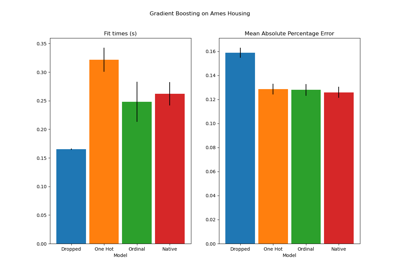 Gradient Boosting on Ames Housing
Fit times (s)
0.35
0.30
0.25
0.20
0.15
0.10
0.05
0.00
Dropped One Hot Ordinal Native
Model
Mean Absolute Percentage Error
0.16
0.14
0.12
0.10
0.08
0.06
0.04
0.02
0.00
Dropped One Hot Ordinal Native
Model